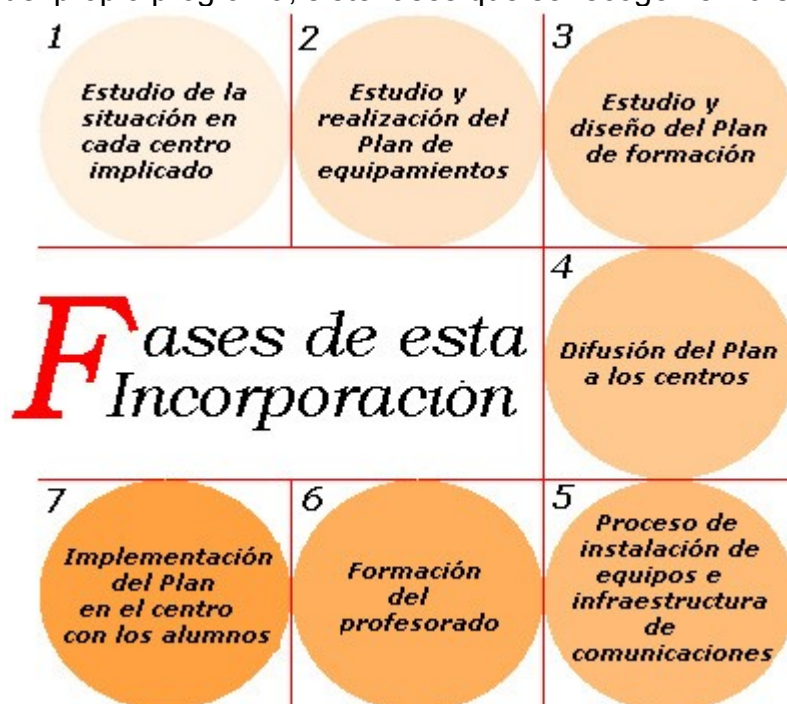 1
Estudio de la
situación en
cada centro
implicado
2
Estudio y
realización del
Plan de
equipamientos
3
Estudio y
diseño del Plan
de formación
Fases de esta
Incorporación
4
Difusión del Plan
a los centros
5
Proceso de
instalación de
equipos e
infraestructura
de
comunicaciones
6
Formación
del
profesorado
7
Implementación
del Plan
en el centro
con los alumnos